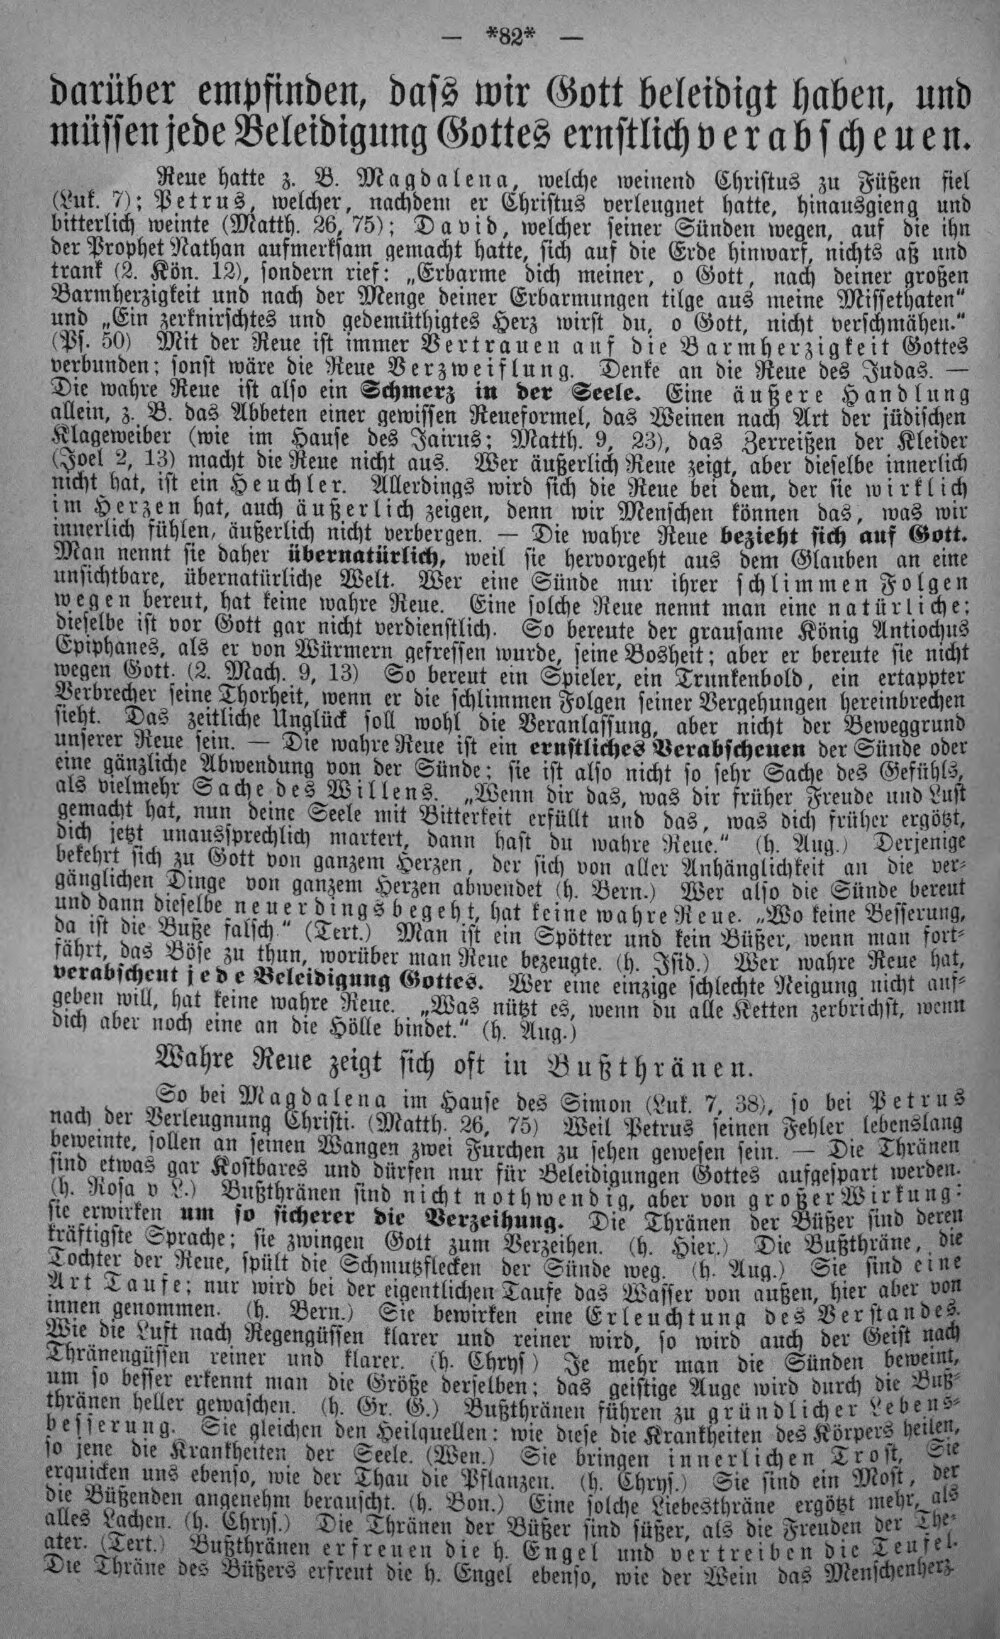 — *82* —
darüber empfinden, dass wir Gott beleidigt haben, und
müssen jede Beleidigung Gottes ernstlich verabscheuen.
Reue hatte z. B. Magdalena, welche weinend Christus zu Füßen fiel
(Luk. 7); Petrus, welcher, nachdem er Christus verleugnet hatte, hinausgieng und
bitterlich weinte (Matth. 26, 75); David, welcher seiner Sünden wegen, auf die ihn
der Prophet Nathan aufmerksam gemacht hatte, sich auf die Erde hinwarf, nichts aß und
trank (2. Kön. 12), sondern rief: „Erbarme dich meiner, o Gott, nach deiner großen
Barmherzigkeit und nach der Menge deiner Erbarmungen tilge aus meine Missethaten“
und „Ein zerknirschtes und gedemüthigtes Herz wirst du, o Gott, nicht verschmähen.“
(Ps. 50) Mit der Reue ist immer Vertrauen auf die Barmherzigkeit Gottes
verbunden; sonst wäre die Reue Verzweiflung. Denke an die Reue des Judas. —
Die wahre Reue ist also ein Schmerz in der Seele. Eine äußere Handlung
allein, z. B. das Abbeten einer gewissen Reueformel, das Weinen nach Art der jüdischen
Klageweiber (wie im Hause des Jairus; Matth. 9, 23), das Zerreißen der Kleider
(Joel 2, 13) macht die Reue nicht aus. Wer äußerlich Reue zeigt, aber dieselbe innerlich
nicht hat, ist ein Heuchler. Allerdings wird sich die Reue bei dem, der sie wirklich
im Herzen hat, auch äußerlich zeigen, denn wir Menschen können das, was wir
innerlich fühlen, äußerlich nicht verbergen. — Die wahre Reue bezieht sich auf Gott.
Man nennt sie daher übernatürlich, weil sie hervorgeht aus dem Glauben an eine
unsichtbare, übernatürliche Welt. Wer eine Sünde nur ihrer schlimmen Folgen
wegen bereut, hat keine wahre Reue. Eine solche Reue nennt man eine natürliche;
dieselbe ist vor Gott gar nicht verdienstlich. So bereute der grausame König Antiochus
Epiphanes, als er von Würmern gefressen wurde, seine Bosheit; aber er bereute sie nicht
wegen Gott. (2. Mach. 9, 13) So bereut ein Spieler, ein Trunkenbold, ein ertappter
Verbrecher seine Thorheit, wenn er die schlimmen Folgen seiner Vergehungen hereinbrechen
sieht. Das zeitliche Unglück soll wohl die Veranlassung, aber nicht der Beweggrund
unserer Reue sein. — Die wahre Reue ist ein ernstliches Verabscheuen der Sünde oder
eine gänzliche Abwendung von der Sünde; sie ist also nicht so sehr Sache des Gefühls,
als vielmehr Sache des Willens. „Wenn dir das, was dir früher Freude und Lust
gemacht hat, nun deine Seele mit Bitterkeit erfüllt und das, was dich früher ergötzt,
dich jetzt unaussprechlich martert, dann hast du wahre Reue.“ (h. Aug.) Derjenige
bekehrt sich zu Gott von ganzem Herzen, der sich von aller Anhänglichkeit an die ver-
gänglichen Dinge von ganzem Herzen abwendet (h. Bern.) Wer also die Sünde bereut
und dann dieselbe neuerdings begeht, hat keine wahre Reue. „Wo keine Besserung,
da ist die Buße falsch“ (Tert.) Man ist ein Spötter und kein Büßer, wenn man fort-
fährt, das Böse zu thun, worüber man Reue bezeugte. (h. Isid.) Wer wahre Reue hat,
verabscheut jede Beleidigung Gottes. Wer eine einzige schlechte Neigung nicht auf-
geben will, hat keine wahre Reue. „Was nützt es, wenn du alle Ketten zerbrichst, wenn
dich aber noch eine an die Hölle bindet.“ (h. Aug.)
Wahre Reue zeigt sich oft in Bußthränen.
So bei Magdalena im Hause des Simon (Luk. 7, 38), so bei Petrus
nach der Verleugnung Christi. (Matth. 26, 75) Weil Petrus seinen Fehler lebenslang
beweinte, sollen an seinen Wangen zwei Furchen zu sehen gewesen sein. — Die Thränen
sind etwas gar Kostbares und dürfen nur für Beleidigungen Gottes aufgespart werden.
(h. Rosa v L.) Bußthränen sind nicht nothwendig, aber von großer Wirkung:
sie erwirken um so sicherer die Verzeihung. Die Thränen der Büßer sind deren
kräftigste Sprache; sie zwingen Gott zum Verzeihen. (h. Hier.) Die Bußthräne, die
Tochter der Reue, spült die Schmutzflecken der Sünde weg. (h. Aug.) Sie sind eine
Art Taufe; nur wird bei der eigentlichen Taufe das Wasser von außen, hier aber von
innen genommen. (h. Bern.) Sie bewirken eine Erleuchtung des Verstandes.
Wie die Luft nach Regengüssen klarer und reiner wird, so wird auch der Geist nach
Thränengüssen reiner und klarer. (h. Chrys) Je mehr man die Sünden beweint,
um so besser erkennt man die Größe derselben; das geistige Auge wird durch die Buß-
thränen heller gewaschen. (h. Gr. G.) Bußthränen führen zu gründlicher Lebens-
besserung. Sie gleichen den Heilquellen: wie diese die Krankheiten des Körpers heilen,
so jene die Krankheiten der Seele. (Wen.) Sie bringen innerlichen Trost, Sie
erquicken uns ebenso, wie der Thau die Pflanzen. (h. Chrys.) Sie sind ein Most, der
die Büßenden angenehm berauscht. (h. Bon.) Eine solche Liebesthräne ergötzt mehr, als
alles Lachen. (h. Chrys.) Die Thränen der Büßer sind süßer, als die Freuden der The-
ater. (Tert.) Bußthränen erfreuen die h. Engel und vertreiben die Teufel.
Die Thräne des Büßers erfreut die h. Engel ebenso, wie der Wein das Menschenherz